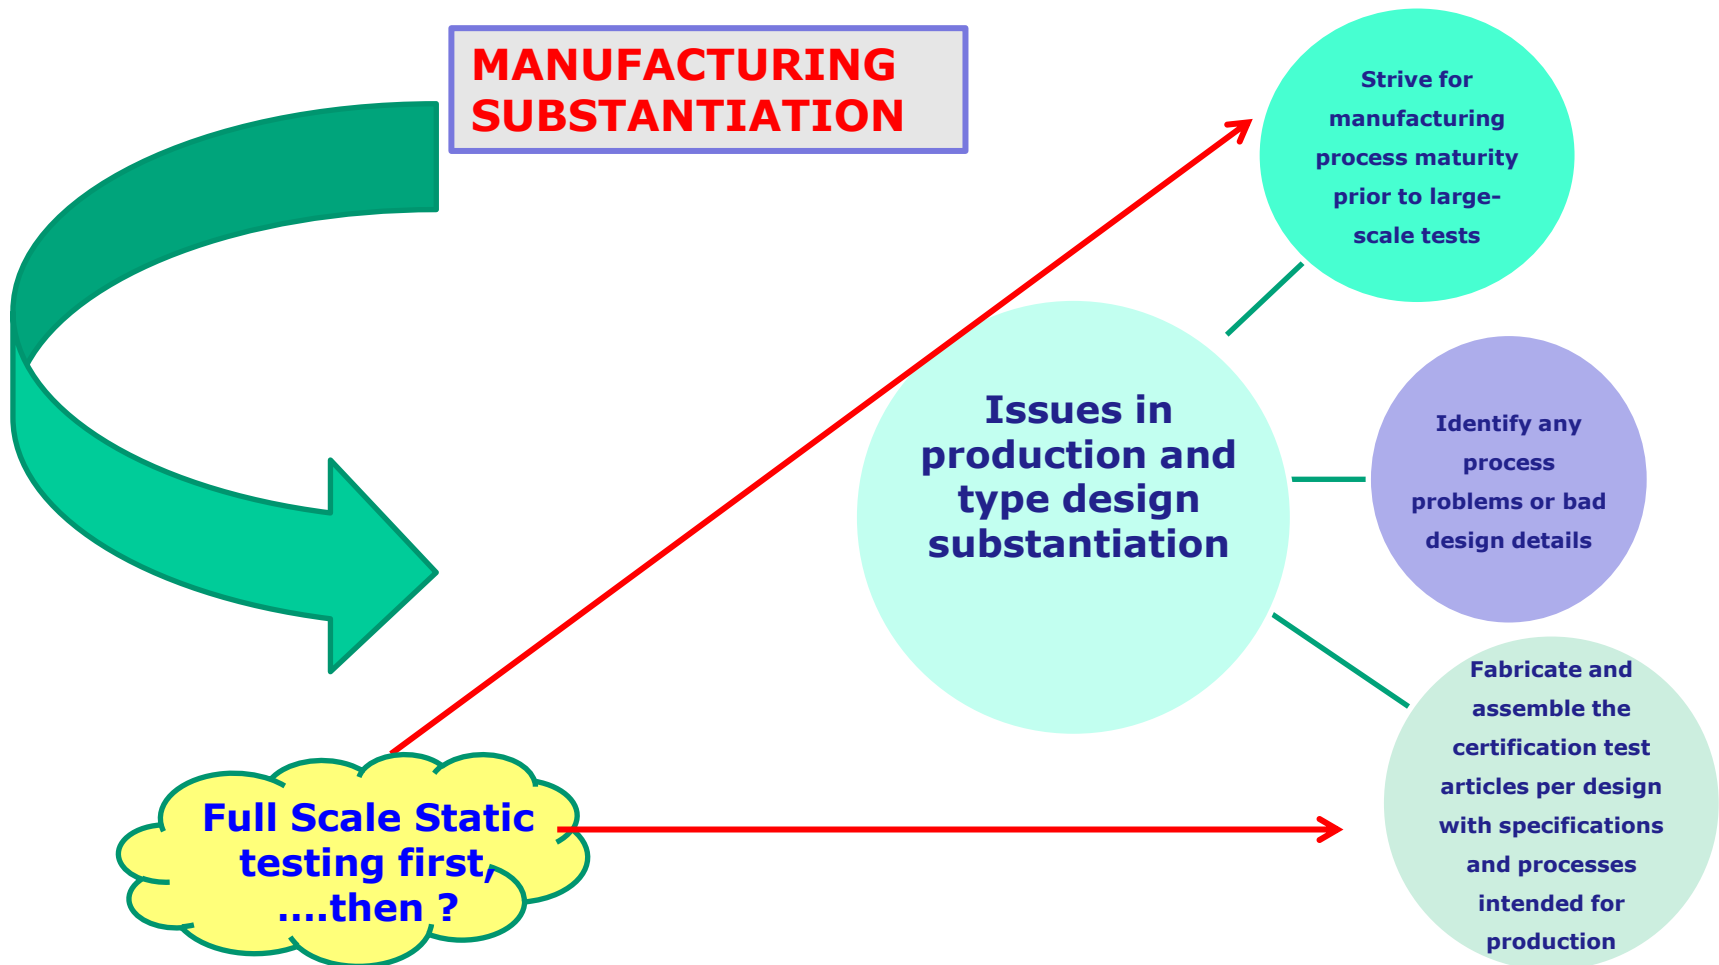 MANUFACTURING
SUBSTANTIATION
Strive for
manufacturing
process maturity
prior to large-
scale tests
Issues in
production and
type design
substantiation
Identify any
process
problems or bad
design details
Fabricate and
assemble the
certification test
articles per design
with specifications
and processes
intended for
production
Full Scale Static
testing first,
....then ?